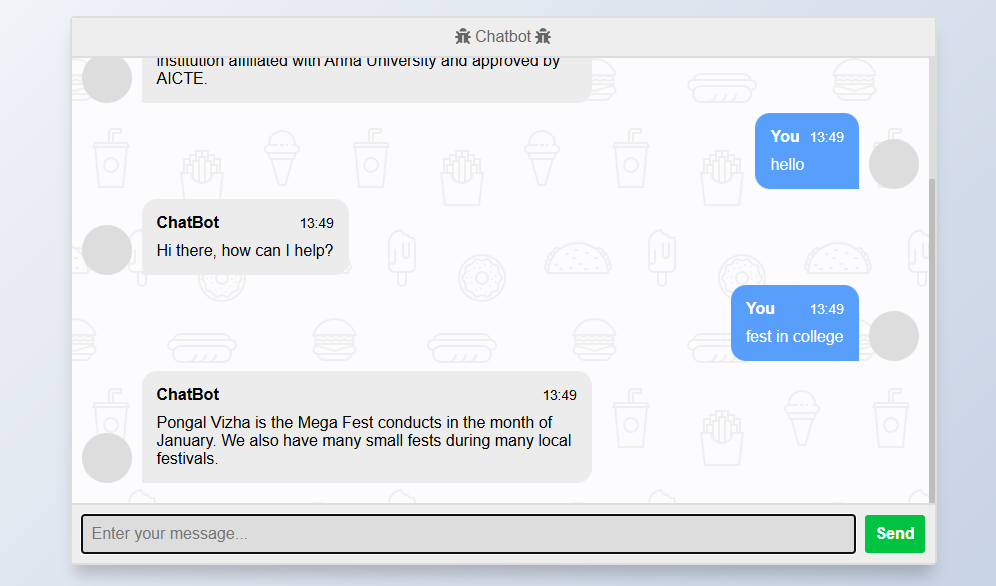 Chatbot
institution affiliated with Anna University and approved by
AICTE.
You 13:49
hello
ChatBot 13:49
Hi there, how can I help?
You 13:49
fest in college
ChatBot 13:49
Pongal Vizha is the Mega Fest conducts in the month of
January. We also have many small fests during many local
festivals.
Enter your message...
Send